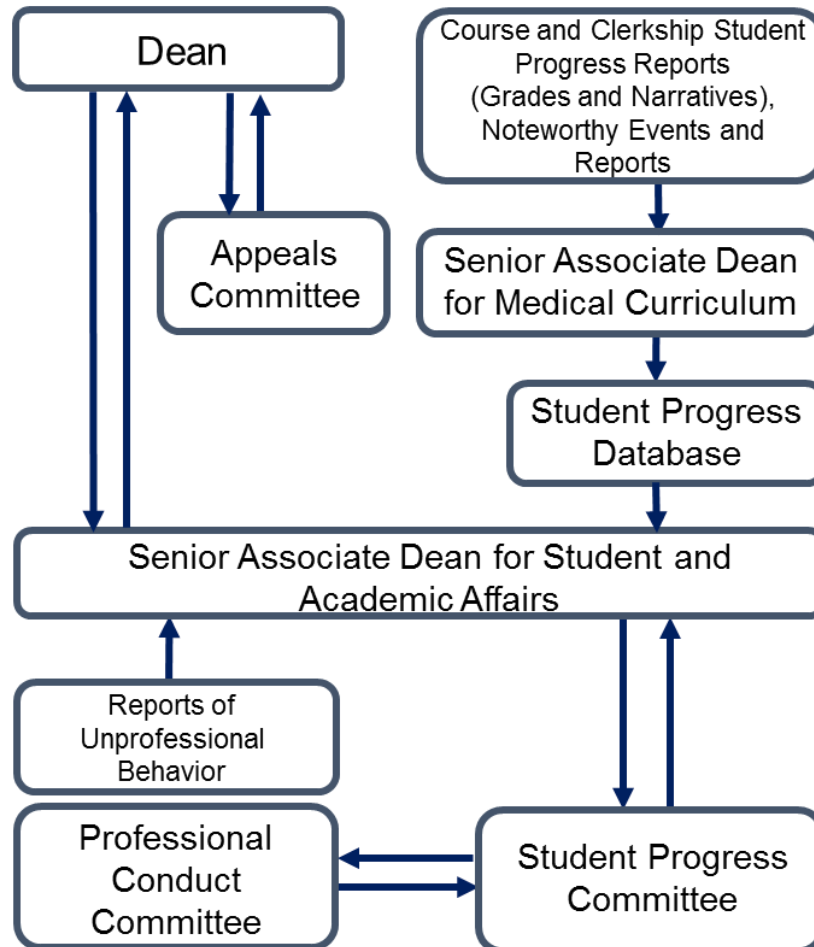 Dean
Course and Clerkship Student
Progress Reports
(Grades and Narratives),
Noteworthy Events and
Reports
Appeals
Committee
Senior Associate Dean
for Medical Curriculum
Student Progress
Database
Senior Associate Dean for Student and
Academic Affairs
Reports of
Unprofessional
Behavior
Professional
Conduct
Committee
Student Progress
Committee